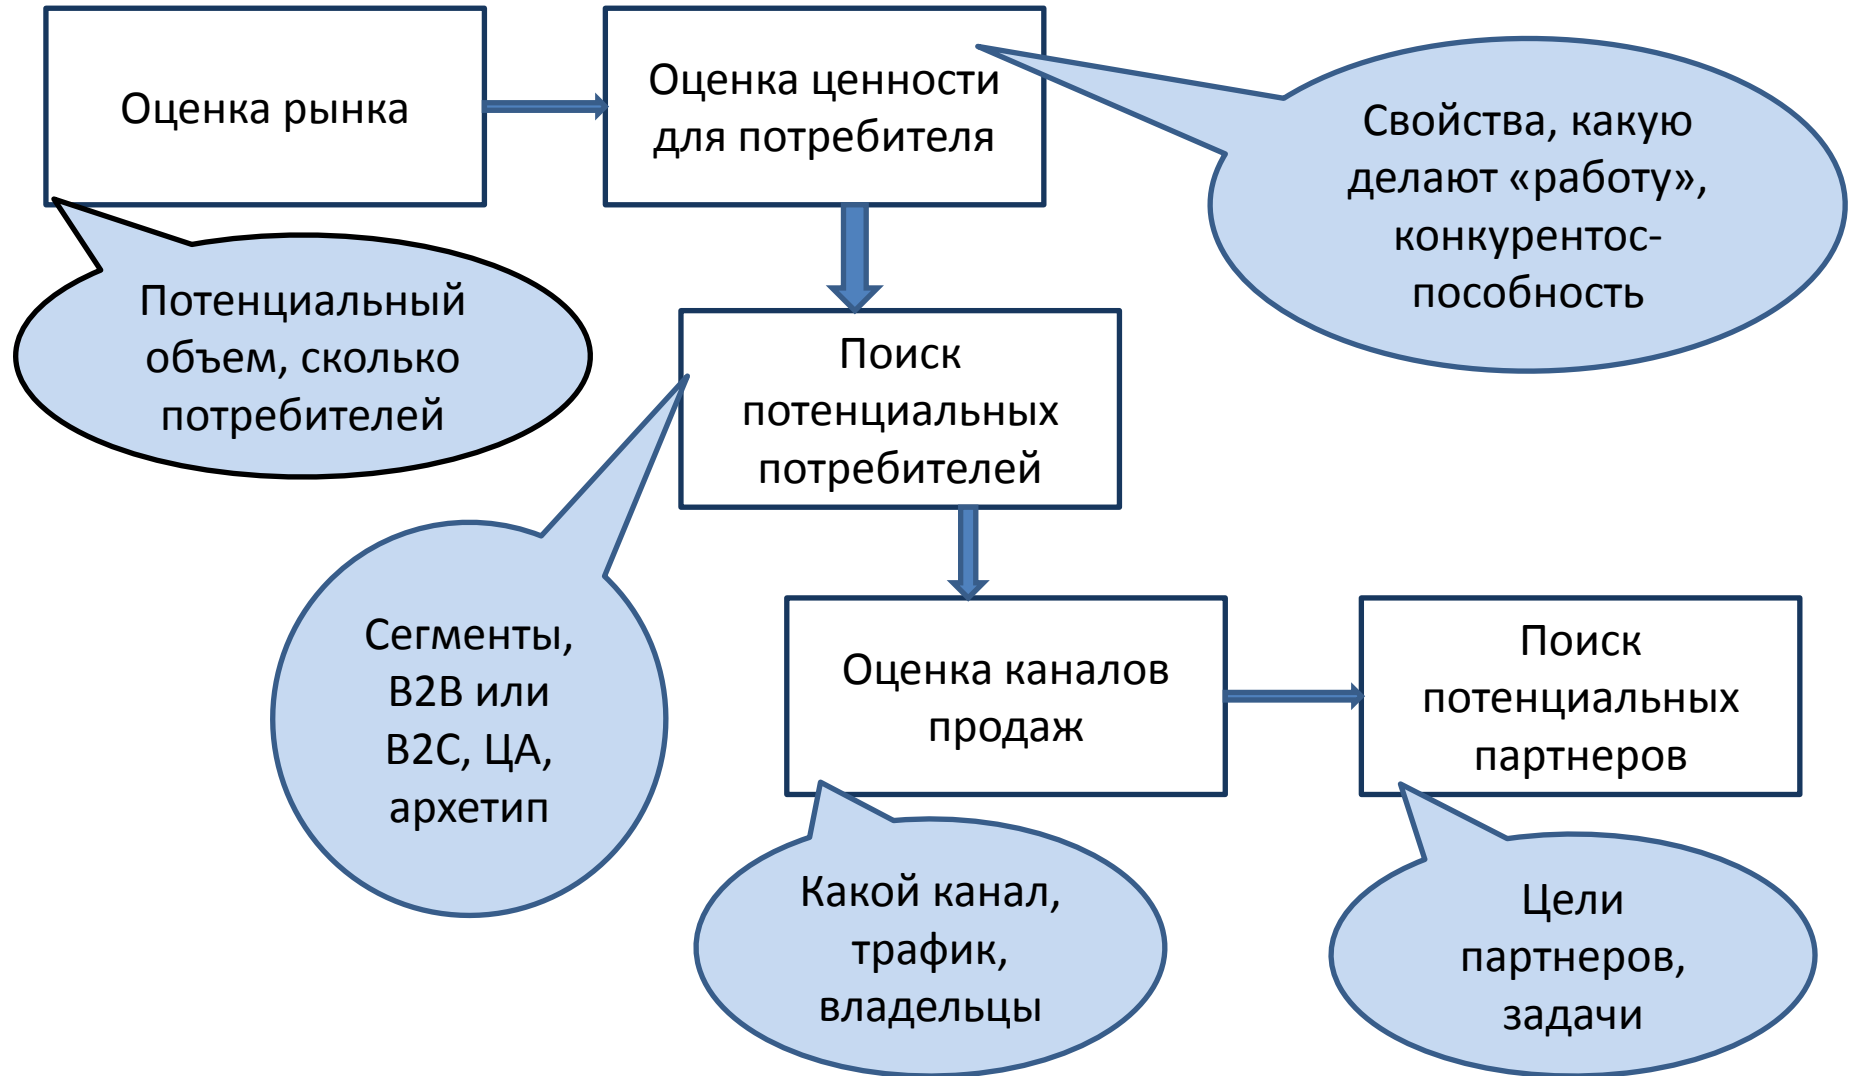 Оценка рынка
Оценка ценности
для потребителя
Свойства, какую
делают «работу»,
конкурентос-
пособность
Потенциальный
объем, сколько
потребителей
Поиск
потенциальных
потребителей
Сегменты,
B2B или
B2C, ЦА,
архетип
Оценка каналов
продаж
Поиск
потенциальных
партнеров
Какой канал,
трафик,
владельцы
Цели
партнеров,
задачи